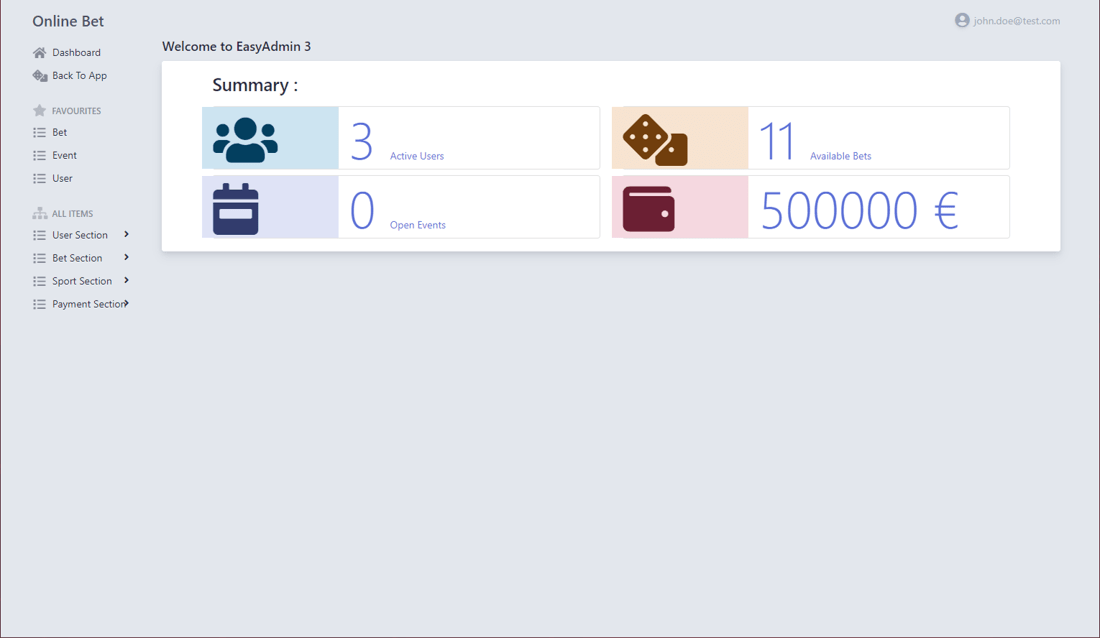 Online Bet
john.doe@test.com
Dashboard
Back To App
FAVOURITES
Bet
Event
User
ALL ITEMS
User Section
Bet Section
Sport Section
Payment Section
Welcome to EasyAdmin 3
Summary :
3 Active Users
11 Available Bets
0 Open Events
500000 €